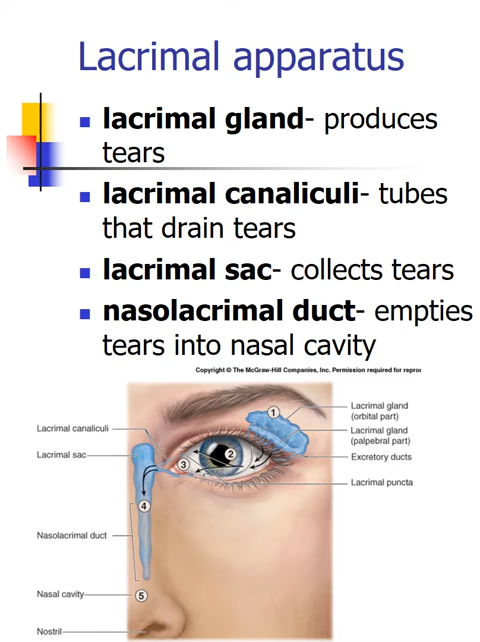 Lacrimal apparatus
lacrimal gland- produces
tears
lacrimal canaliculi- tubes
that drain tears
lacrimal sac- collects tears
nasolacrimal duct- empties
tears into nasal cavity
Copyright © The McGraw-Hill Companies, Inc. Permission required for
Lacrimal canaliculi
Lacrimal sac
Nasolacrimal duct
Nasal cavity
Nostril
1
2
3
4
5
Lacrimal gland
(orbital part)
Lacrimal gland
(palpebral part)
Excretory ducts
Lacrimal puncta